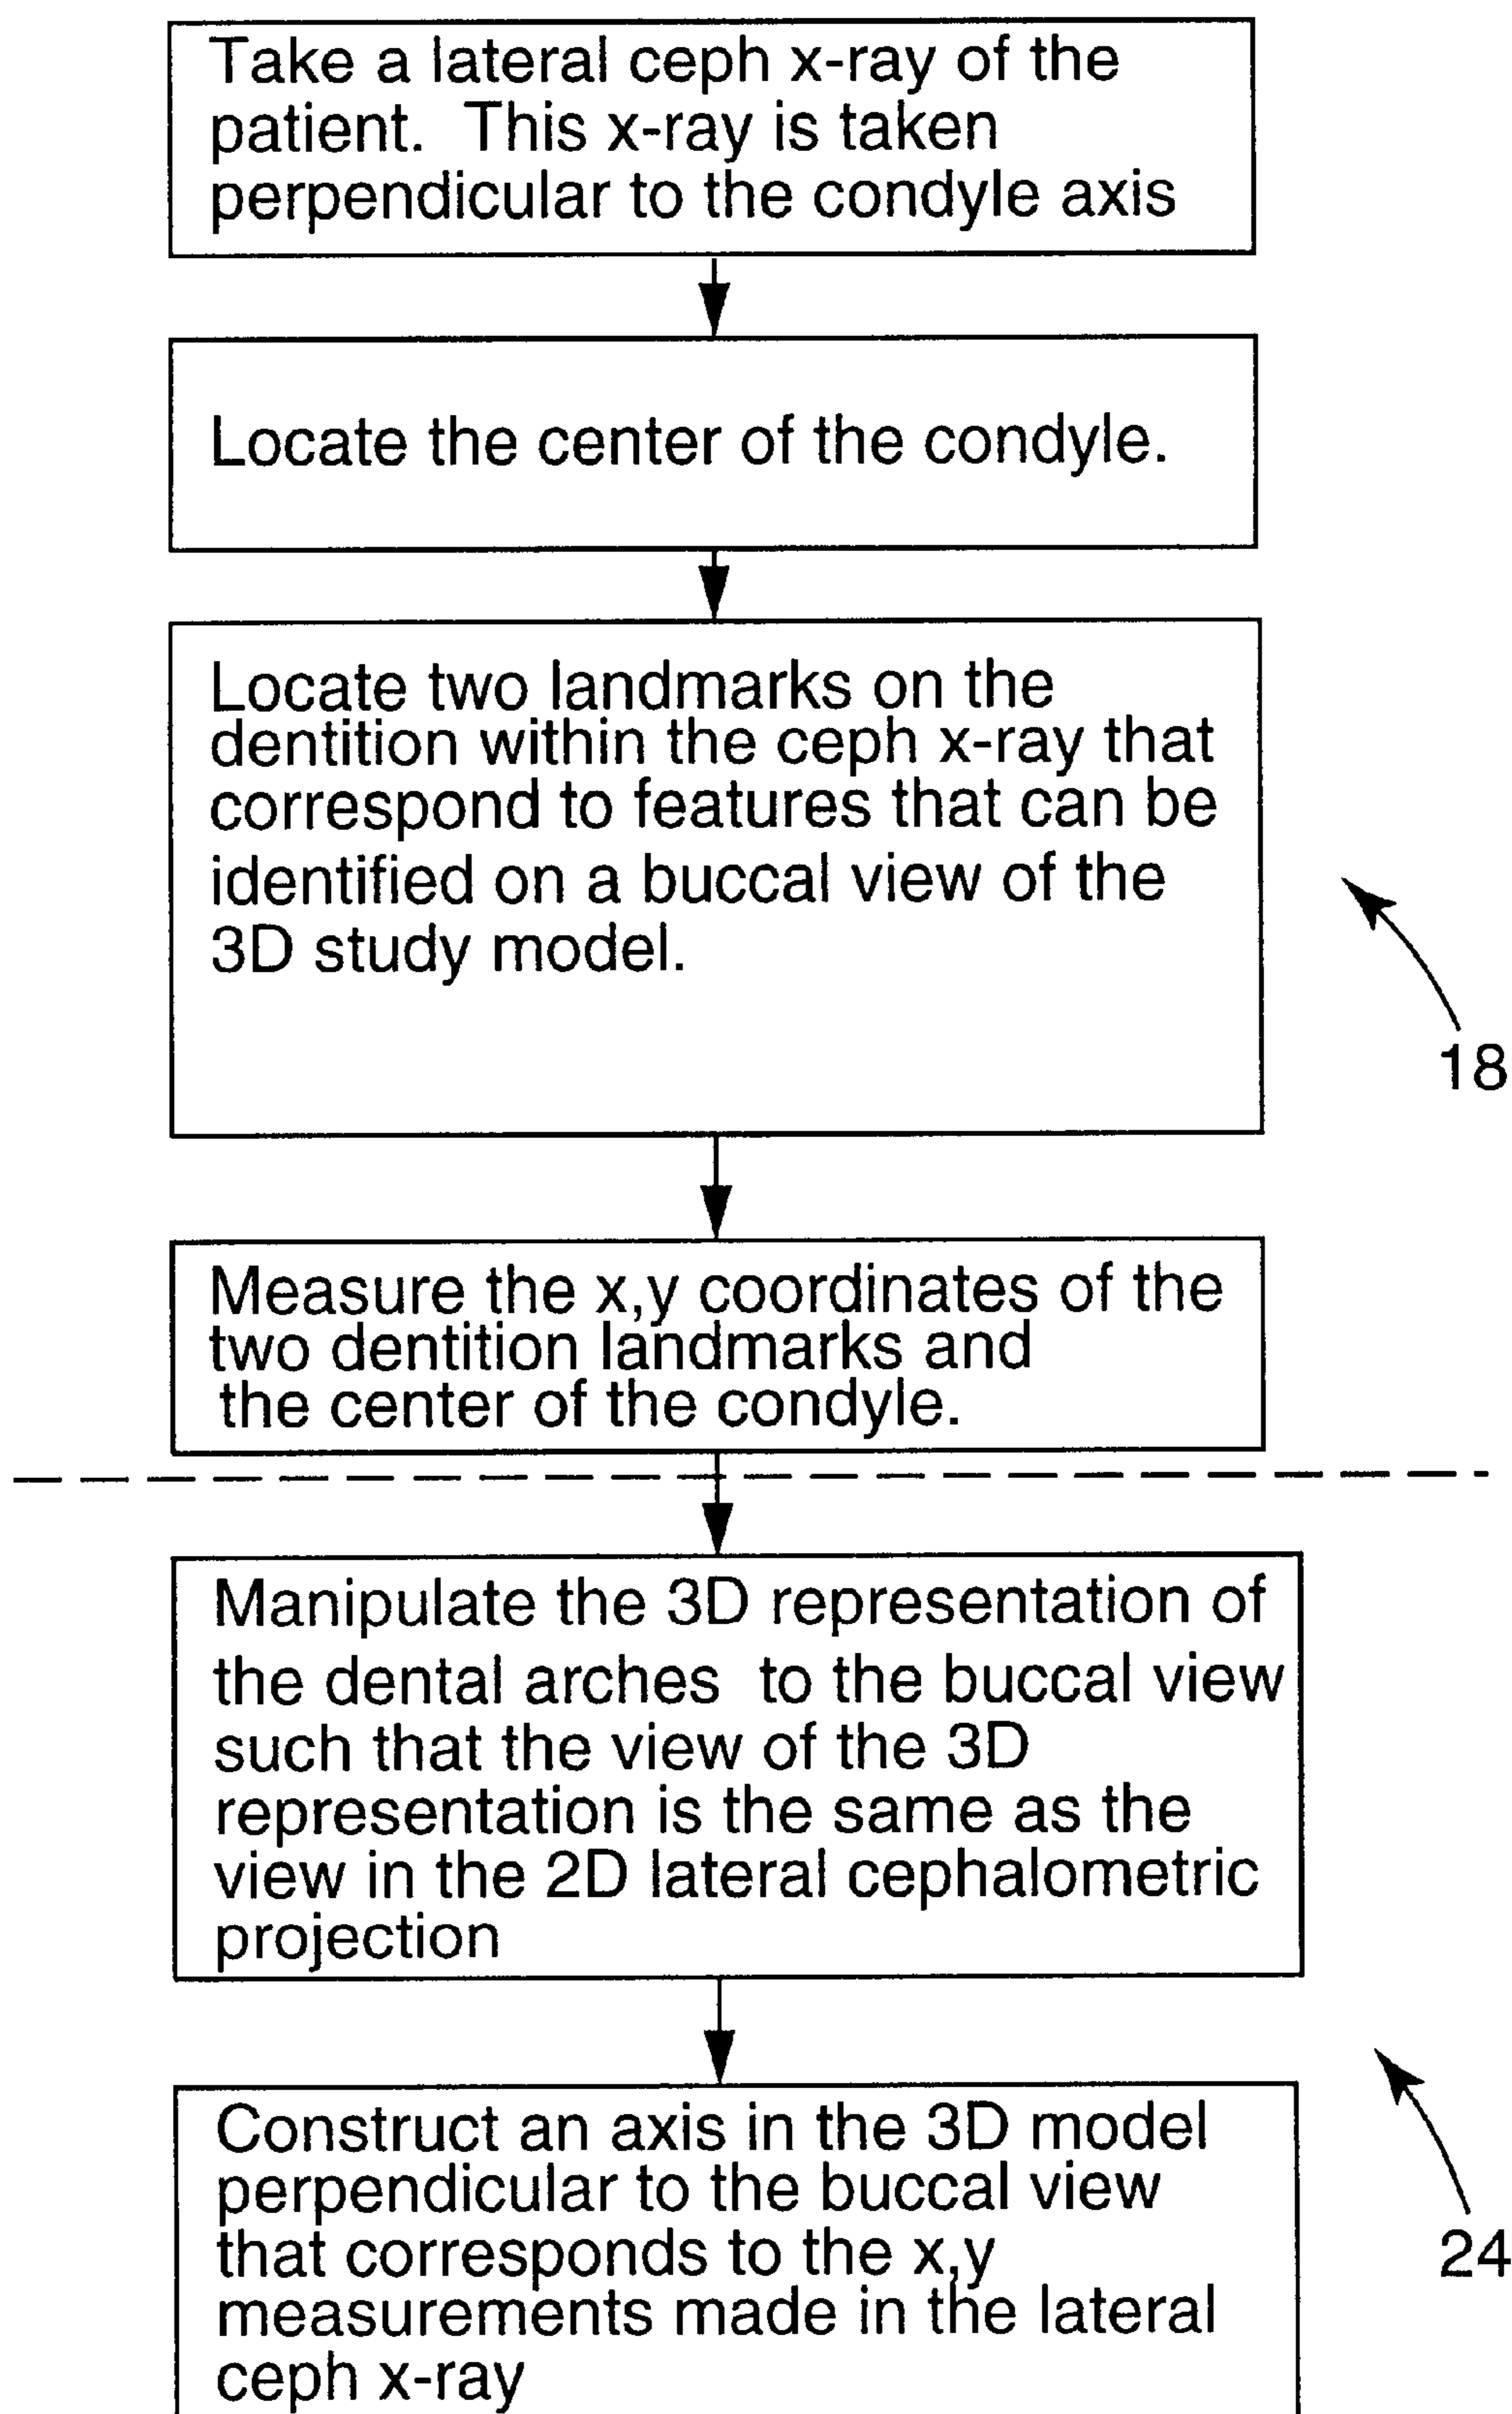 Take a lateral ceph x-ray of the
patient.  This x-ray is taken
perpendicular to the condyle axis
Locate the center of the condyle.
Locate two landmarks on the
dentition within the ceph x-ray that
correspond to features that can be
identified on a buccal view of the
3D study model.
18
Measure the x,y coordinates of the
two dentition landmarks and
the center of the condyle.
Manipulate the 3D representation of
the dental arches  to the buccal view
such that the view of the 3D
representation is the same as the
view in the 2D lateral cephalometric
projection
Construct an axis in the 3D model
perpendicular to the buccal view
that corresponds to the x,y
measurements made in the lateral
ceph x-ray
24